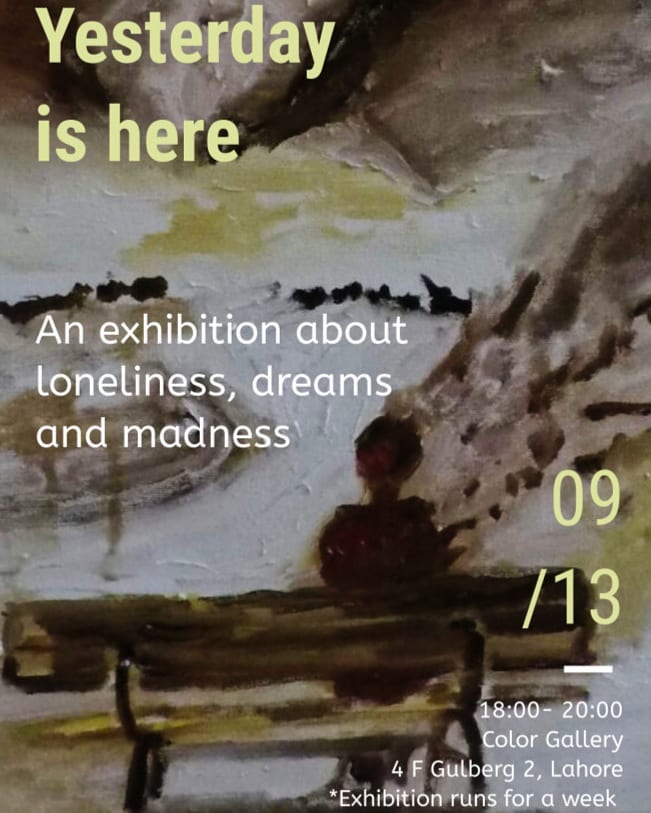 Yesterday
is here
An exhibition about
loneliness, dreams
and madness
09
/13
18:00- 20:00
Color Gallery
4 F Gulberg 2, Lahore
*Exhibition runs for a week